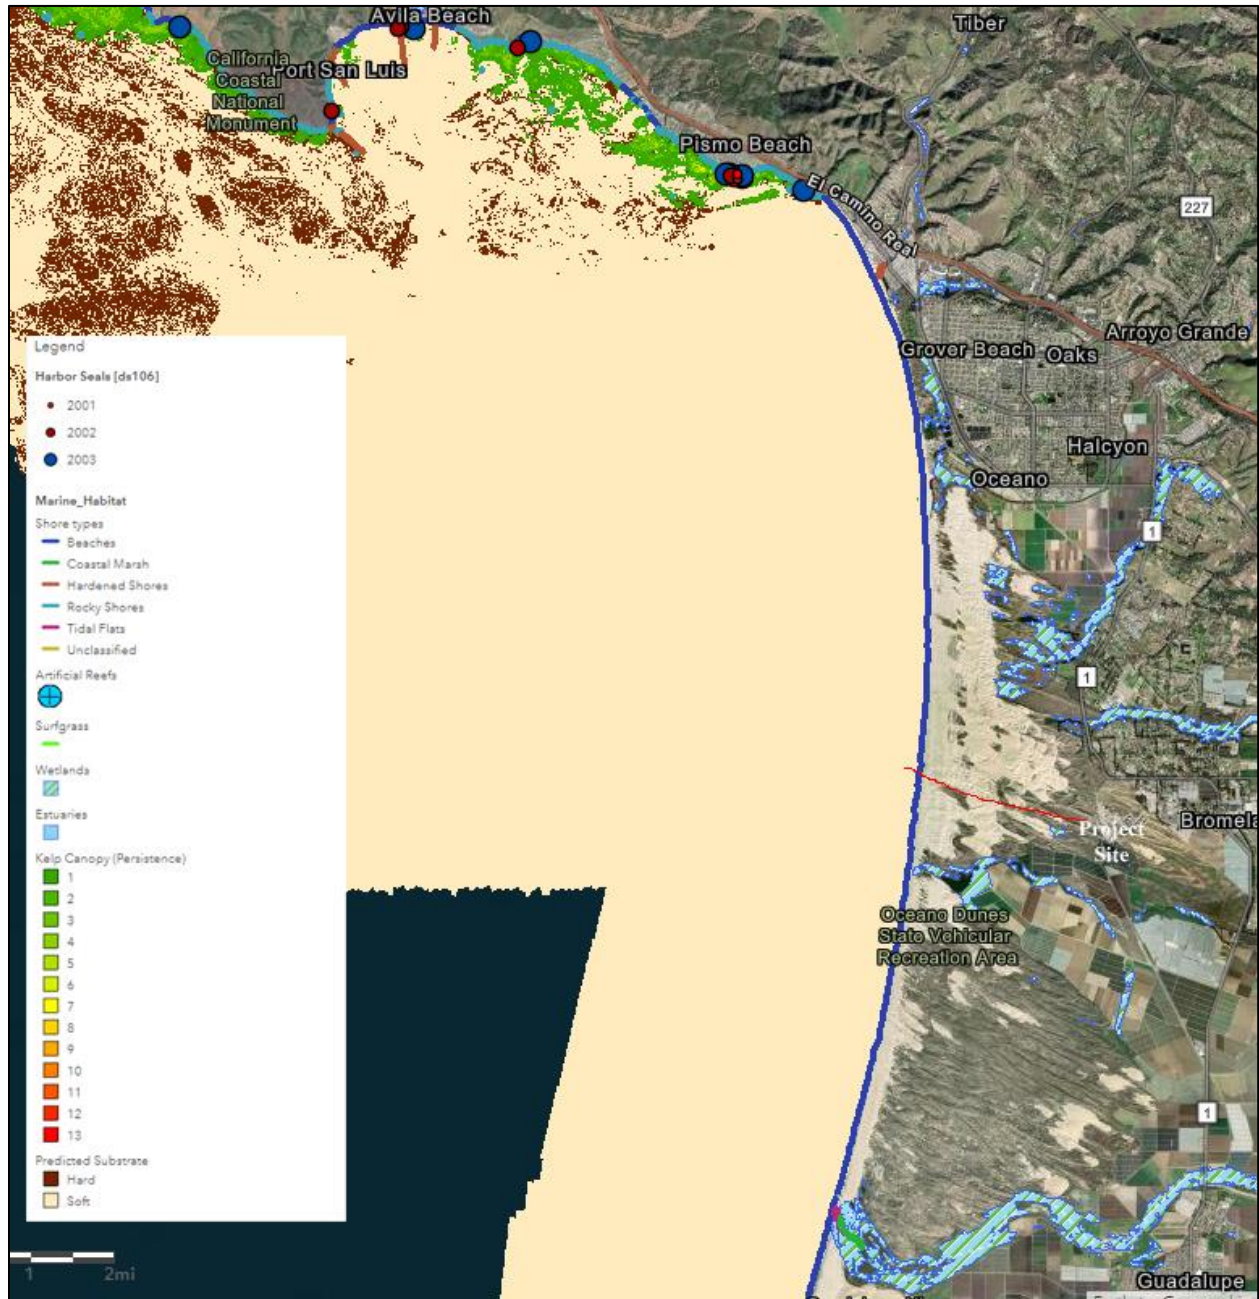 Avila Beach
Tiber
California
Coastal
National
Monument
Port San Luis
Pismo Beach
El Camino Real
227
Arroyo Grande
Grover Beach
Oaks
Halcyon
Oceano
1
1
Project
Site
Oceano Dunes
State Vehicular
Recreation Area
1
Guadalupe
Legend
Harbor Seals [ds106]
2001
2002
2003
Marine_Habitat
Shore types
Beaches
Coastal Marsh
Hardened Shores
Rocky Shores
Tidal Flats
Unclassified
Artificial Reefs
Surfgrass
Wetlands
Estuaries
Kelp Canopy (Persistence)
1
2
3
4
5
6
7
8
9
10
11
12
13
Predicted Substrate
Hard
Soft
1 2mi